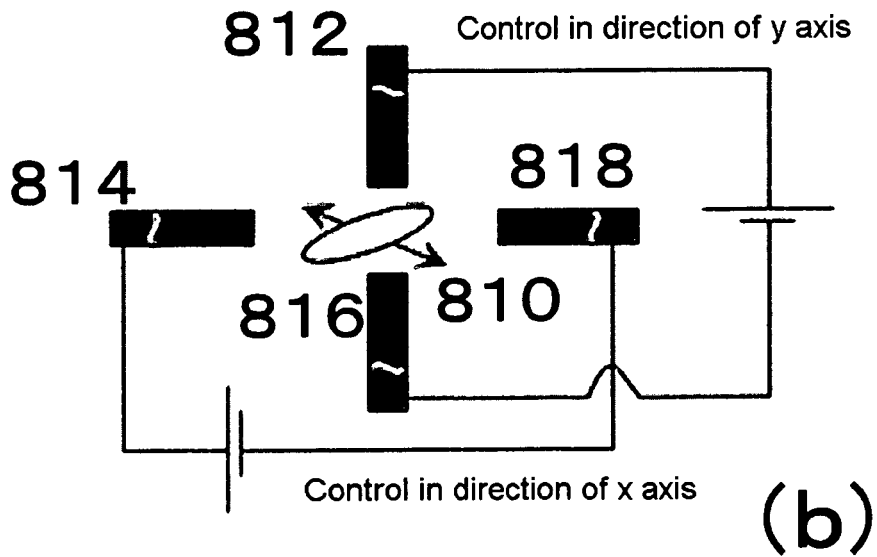 812
Control in direction of y axis
814
818
816
810
Control in direction of x axis
(b)